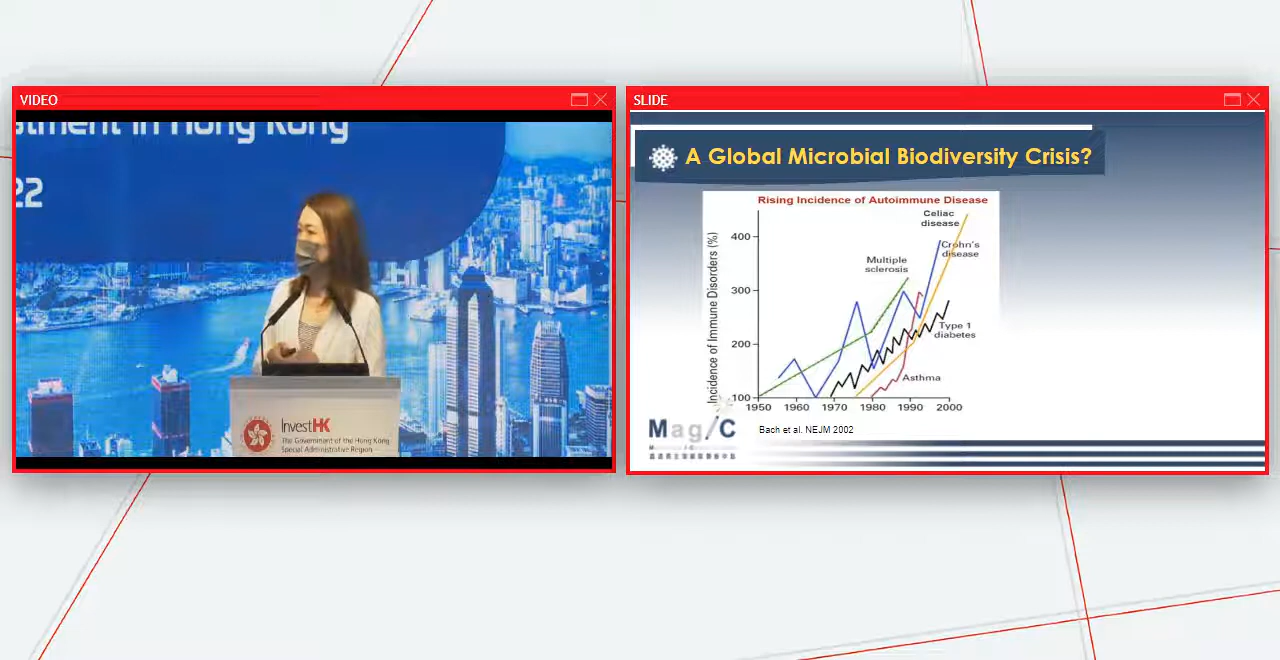 VIDEO
stment in Hong Kong
22
InvestHK
The Government of the Hong Kong
Special Administrative Region
SLIDE
A Global Microbial Biodiversity Crisis?
Rising Incidence of Autoimmune Disease
Incidence of Immune Disorders (%)
400
300
200
100
1950 1960 1970 1980 1990 2000
Celiac
disease
Crohn's
disease
Multiple
sclerosis
Type 1
diabetes
Asthma
Bach et al. NEJM 2002
Mag/C